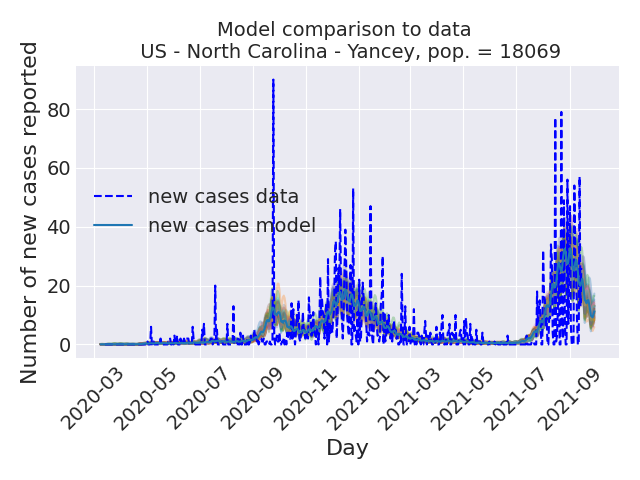 Model comparison to data
US - North Carolina - Yancey, pop. = 18069
Number of new cases reported
80
60
40
20
0
new cases data
new cases model
2020-03
2020-05
2020-07
2020-09
2020-11
2021-01
2021-03
2021-05
2021-07
2021-09
Day